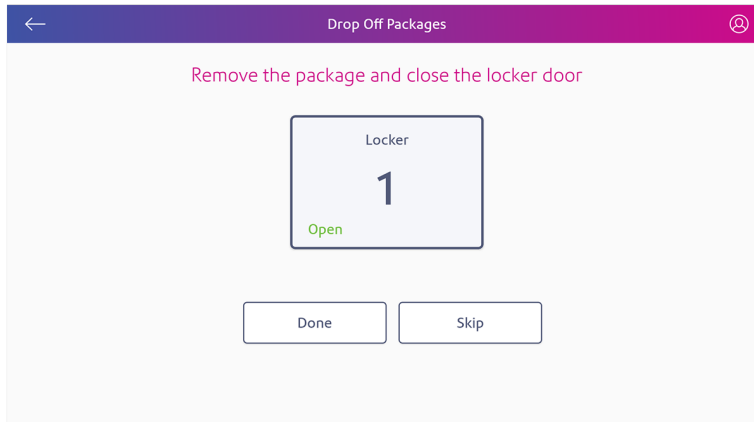 Drop Off Packages
Remove the package and close the locker door
Locker
1
Open
Done
Skip